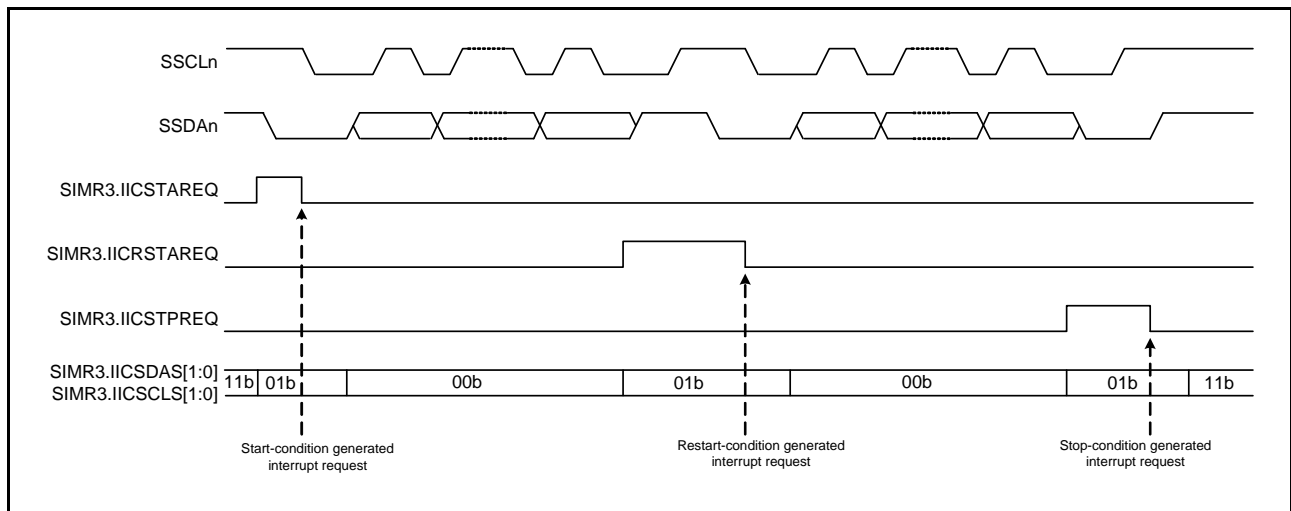 SSCLn
SSDAn
SIMR3.IICSTAREQ
SIMR3.IICRSTAREQ
SIMR3.IICSTPREQ
SIMR3.IICSDAS[1:0]
SIMR3.IICSCLS[1:0]
11b 01b 00b 01b 00b 01b 11b
Start-condition generated
interrupt request
Restart-condition generated
interrupt request
Stop-condition generated
interrupt request